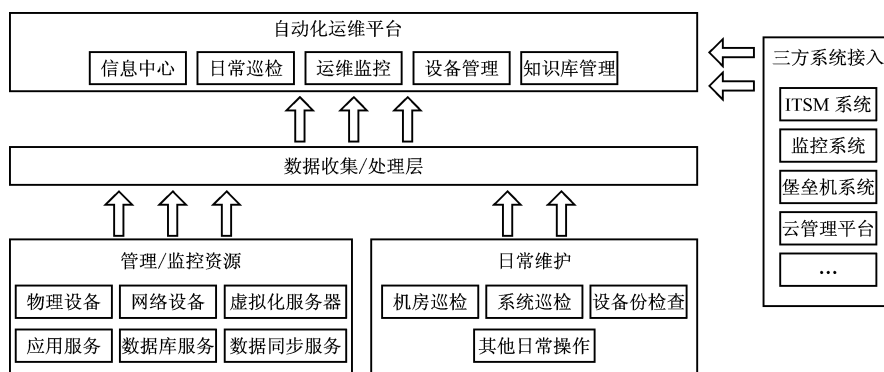 自动化运维平台
信息中心
日常巡检
运维监控
设备管理
知识库管理
三方系统接入
ITSM 系统
监控系统
堡垒机系统
云管理平台
…
数据收集/处理层
管理/监控资源
物理设备
网络设备
虚拟化服务器
应用服务
数据库服务
数据同步服务
日常维护
机房巡检
系统巡检
设备份检查
其他日常操作